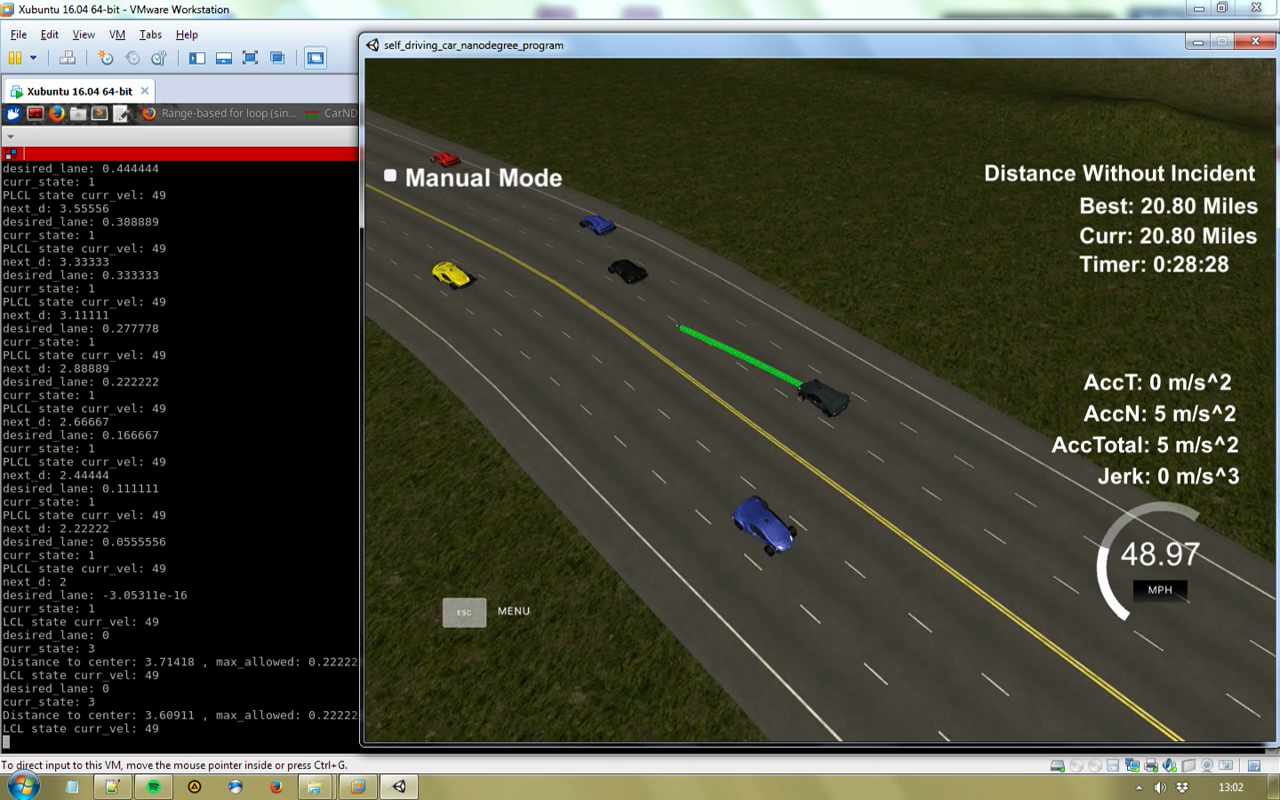 Xubuntu 16.04 64-bit - VMware Workstation
File Edit View VM Tabs Help
self_driving_car_nanodegree_program
Xubuntu 16.04 64-bit
Range-based for loop (sin... CarND
desired_lane: 0.444444
curr_state: 1
PLCL state curr_vel: 49
next_d: 3.55556
desired_lane: 0.388889
curr_state: 1
PLCL state curr_vel: 49
next_d: 3.33333
desired_lane: 0.333333
curr_state: 1
PLCL state curr_vel: 49
next_d: 3.11111
desired_lane: 0.277778
curr_state: 1
PLCL state curr_vel: 49
next_d: 2.88889
desired_lane: 0.222222
curr_state: 1
PLCL state curr_vel: 49
next_d: 2.66667
desired_lane: 0.166667
curr_state: 1
PLCL state curr_vel: 49
next_d: 2.44444
desired_lane: 0.111111
curr_state: 1
PLCL state curr_vel: 49
next_d: 2.22222
desired_lane: 0.0555556
curr_state: 1
PLCL state curr_vel: 49
next_d: 2
desired_lane: -3.05311e-16
curr_state: 1
LCL state curr_vel: 49
desired_lane: 0
curr_state: 3
Distance to center: 3.71418 , max_allowed: 0.22222
LCL state curr_vel: 49
desired_lane: 0
curr_state: 3
Distance to center: 3.60911 , max_allowed: 0.22222
LCL state curr_vel: 49
Manual Mode
Distance Without Incident
Best: 20.80 Miles
Curr: 20.80 Miles
Timer: 0:28:28
AccT: 0 m/s^2
AccN: 5 m/s^2
AccTotal: 5 m/s^2
Jerk: 0 m/s^3
48.97
MPH
ESC MENU
To direct input to this VM, move the mouse pointer inside or press Ctrl+G.
13:02